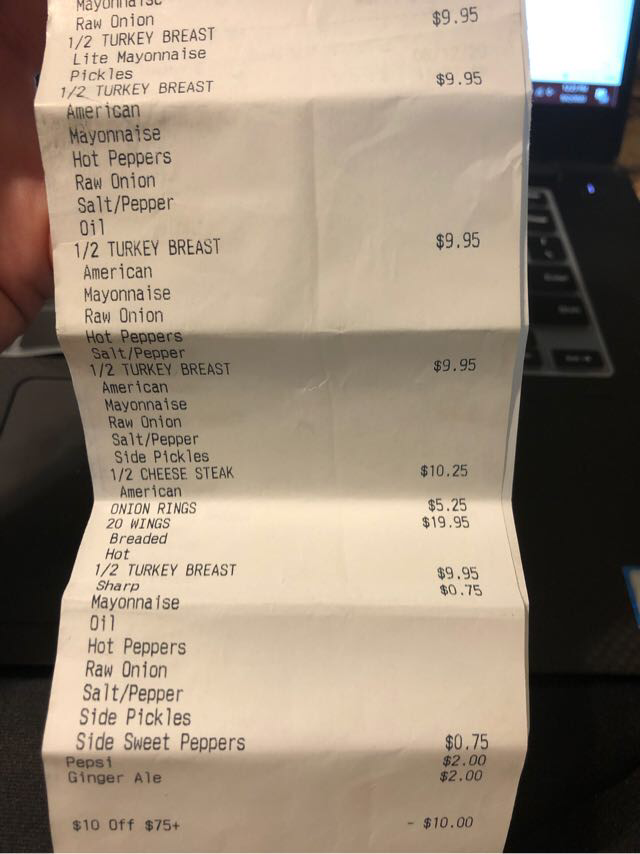 Mayonnaise
Raw Onion $9.95
1/2 TURKEY BREAST
Lite Mayonnaise
Pickles
1/2 TURKEY BREAST $9.95
American
Mayonnaise
Hot Peppers
Raw Onion
Salt/Pepper
Oil
1/2 TURKEY BREAST $9.95
American
Mayonnaise
Raw Onion
Hot Peppers
Salt/Pepper
1/2 TURKEY BREAST $9.95
American
Mayonnaise
Raw Onion
Salt/Pepper
Side Pickles
1/2 CHEESE STEAK $10.25
American
ONION RINGS $5.25
20 WINGS $19.95
Breaded
Hot
1/2 TURKEY BREAST $9.95
Sharp $0.75
Mayonnaise
Oil
Hot Peppers
Raw Onion
Salt/Pepper
Side Pickles
Side Sweet Peppers $0.75
Pepsi $2.00
Ginger Ale $2.00
$10 Off $75+ - $10.00